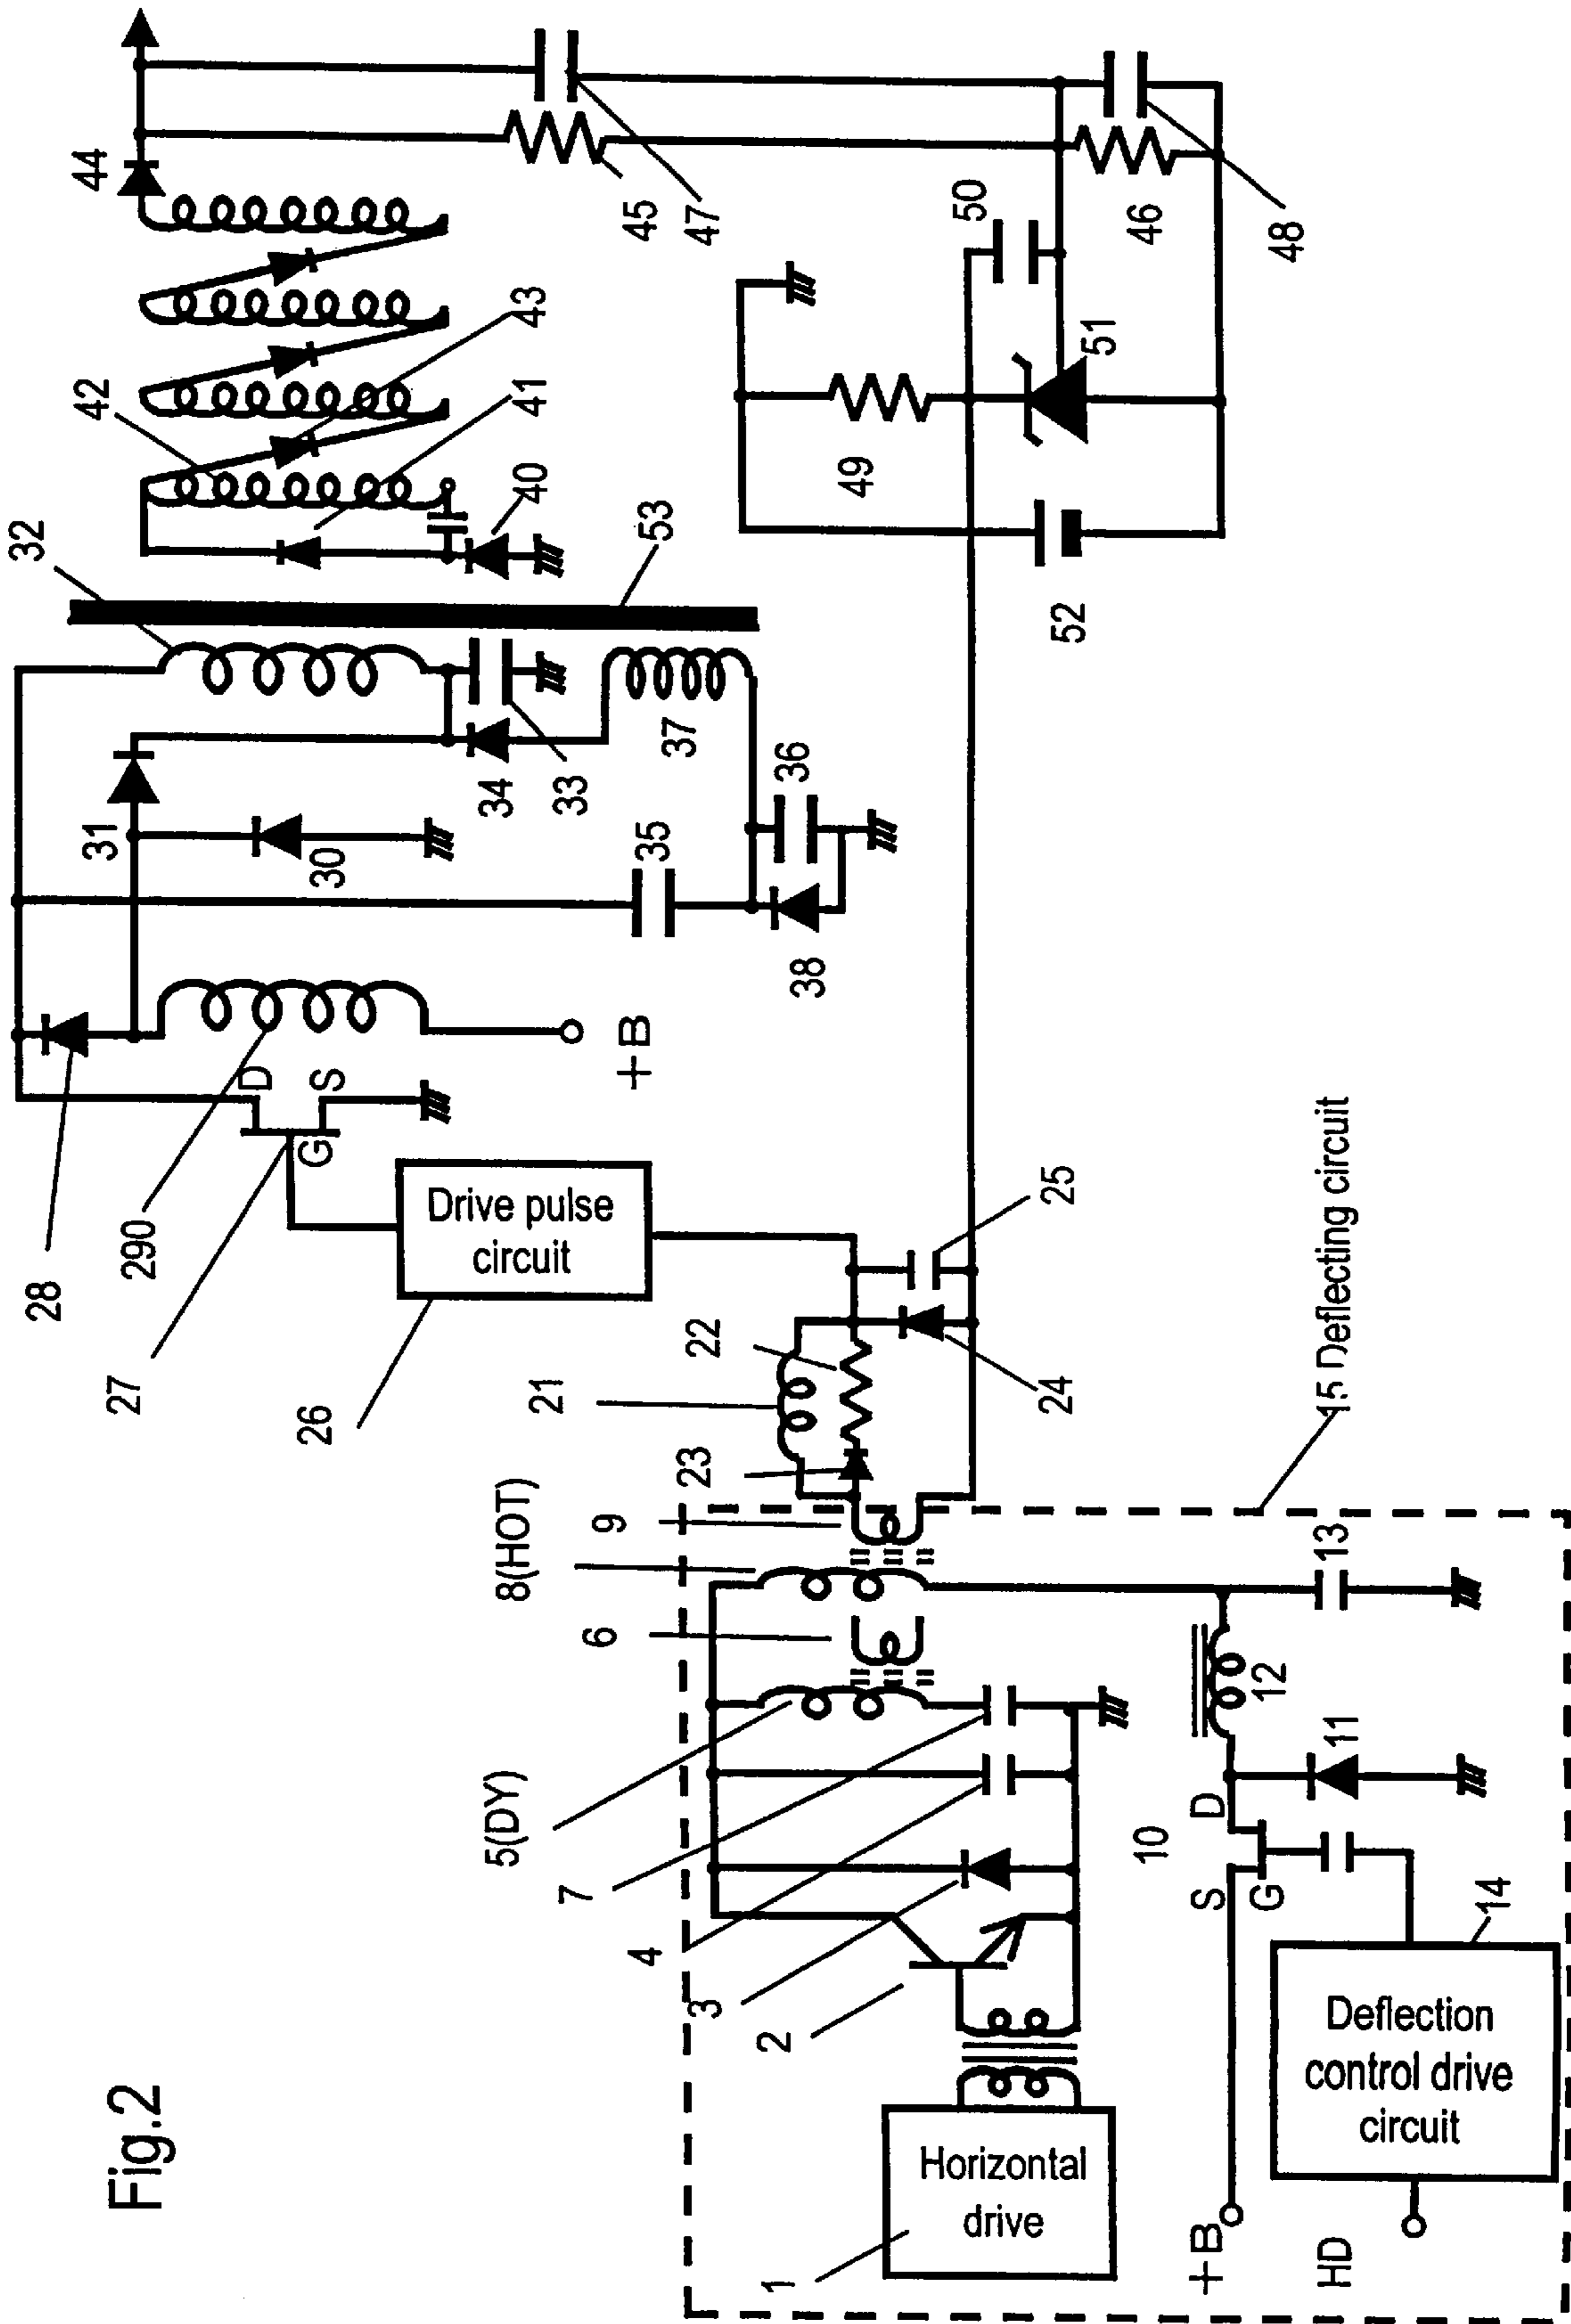 Fig.2
44
42
32
43
41
40
53
45
47
50
46
48
51
49
52
31
30
34
33
37
36
35
38
28
290
27
D
S
G
+B
26
Drive pulse
circuit
25
22
21
23
24
15 Deflecting circuit
8(HOT)
9
6
13
5(DY)
7
4
3
2
12
11
10
D
S
G
14
1
Horizontal
drive
Deflection
control drive
circuit
+B
HD